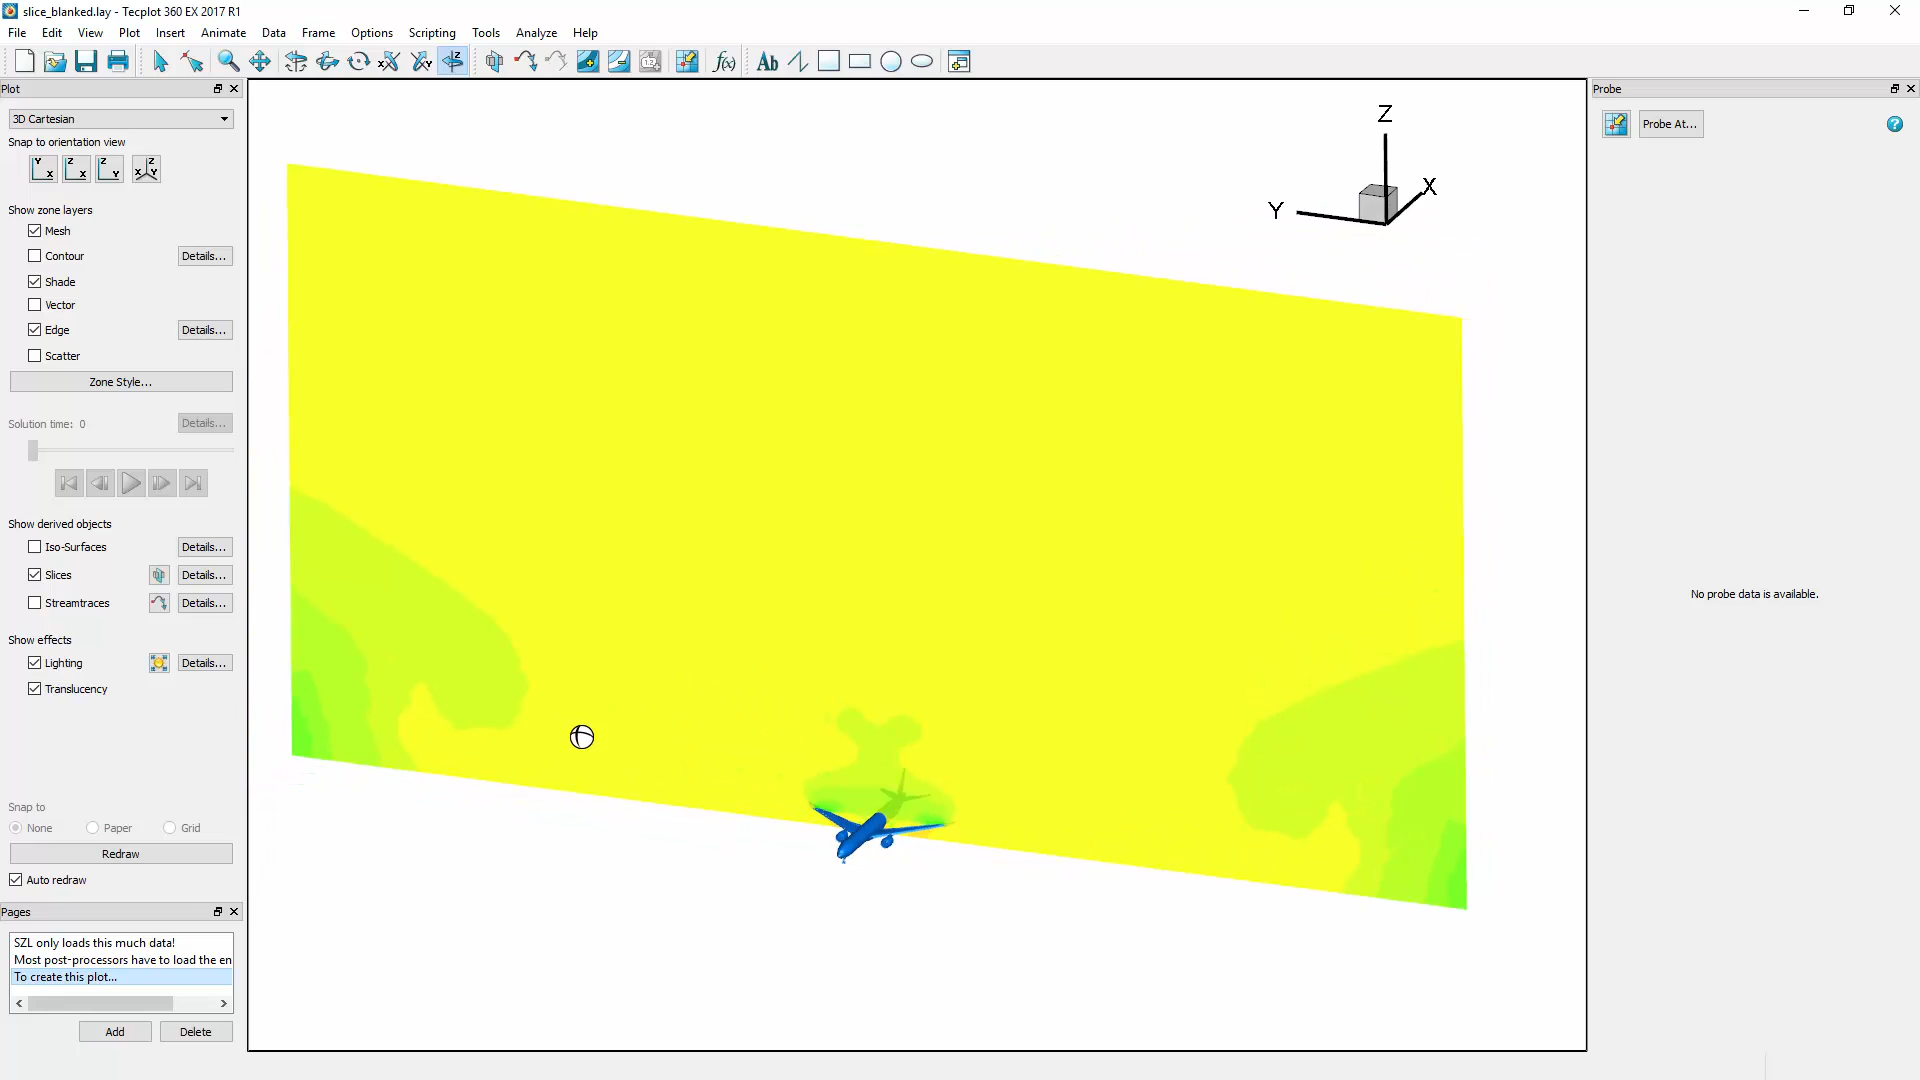 slice_blanked.lay - Tecplot 360 EX 2017 R1
File Edit View Plot Insert Animate Data Frame Options Scripting Tools Analyze Help
Ab f(x)
Plot
3D Cartesian
Snap to orientation view
Y X Z X Z Y Z X Y
Show zone layers
Mesh
Contour Details...
Shade
Vector
Edge Details...
Scatter
Zone Style...
Solution time: 0 Details...
Show derived objects
Iso-Surfaces Details...
Slices Details...
Streamtraces Details...
Show effects
Lighting Details...
Translucency
Snap to
None Paper Grid
Redraw
Auto redraw
Pages
SZL only loads this much data!
Most post-processors have to load the en
To create this plot...
Add Delete
Z
X
Y
Probe
Probe At...
?
No probe data is available.